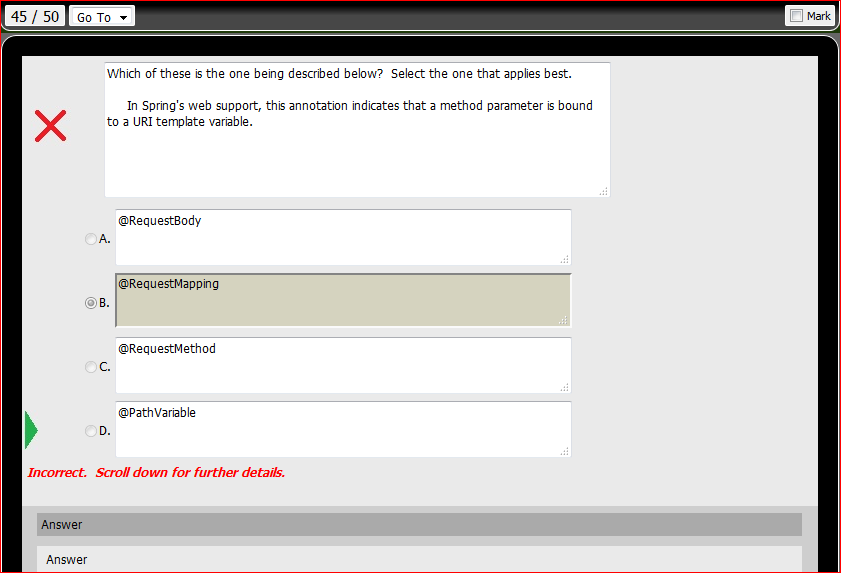 45 / 50 Go To Mark
Which of these is the one being described below?  Select the one that applies best.
In Spring's web support, this annotation indicates that a method parameter is bound
to a URI template variable.
@RequestBody
A.
@RequestMapping
B.
@RequestMethod
C.
@PathVariable
D.
Incorrect.  Scroll down for further details.
Answer
Answer